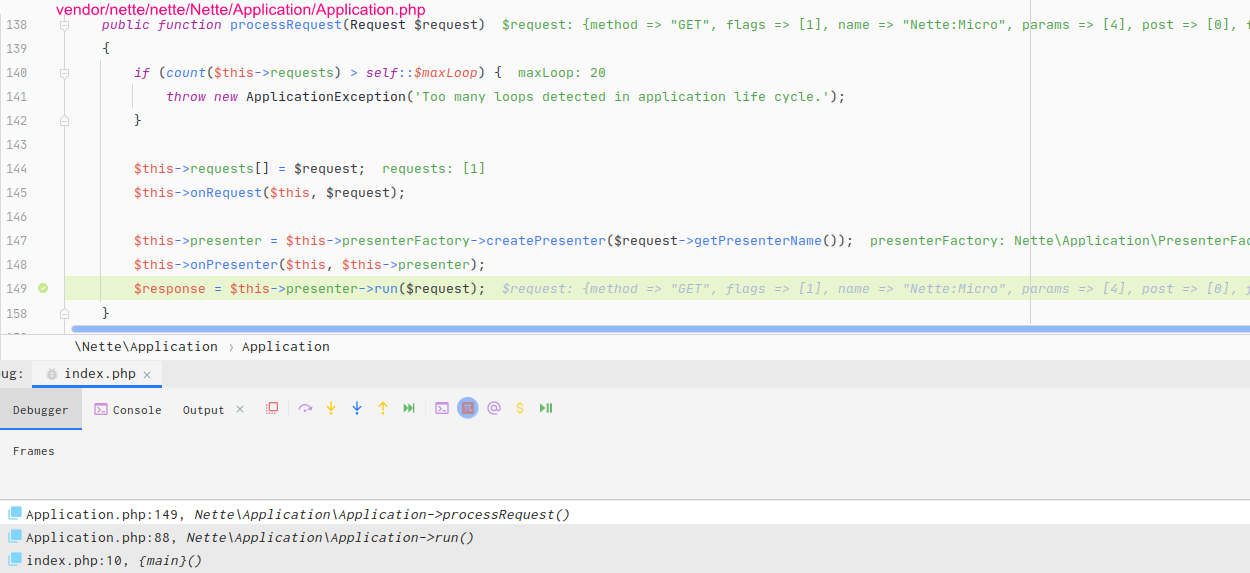 vendor/nette/nette/Nette/Application/Application.php
138 public function processRequest(Request $request) $request: {method => "GET", flags => [1], name => "Nette:Micro", params => [4], post => [0],
139 {
140 if (count($this->requests) > self::$maxLoop) { maxLoop: 20
141 throw new ApplicationException('Too many loops detected in application life cycle.');
142 }
143
144 $this->requests[] = $request; requests: [1]
145 $this->onRequest($this, $request);
146
147 $this->presenter = $this->presenterFactory->createPresenter($request->getPresenterName()); presenterFactory: Nette\Application\PresenterFac
148 $this->onPresenter($this, $this->presenter);
149 $response = $this->presenter->run($request); $request: {method => "GET", flags => [1], name => "Nette:Micro", params => [4], post => [0],
158 }
\Nette\Application › Application
ug: index.php ×
Debugger Console Output ×
Frames
Application.php:149, Nette\Application\Application->processRequest()
Application.php:88, Nette\Application\Application->run()
index.php:10, {main}()